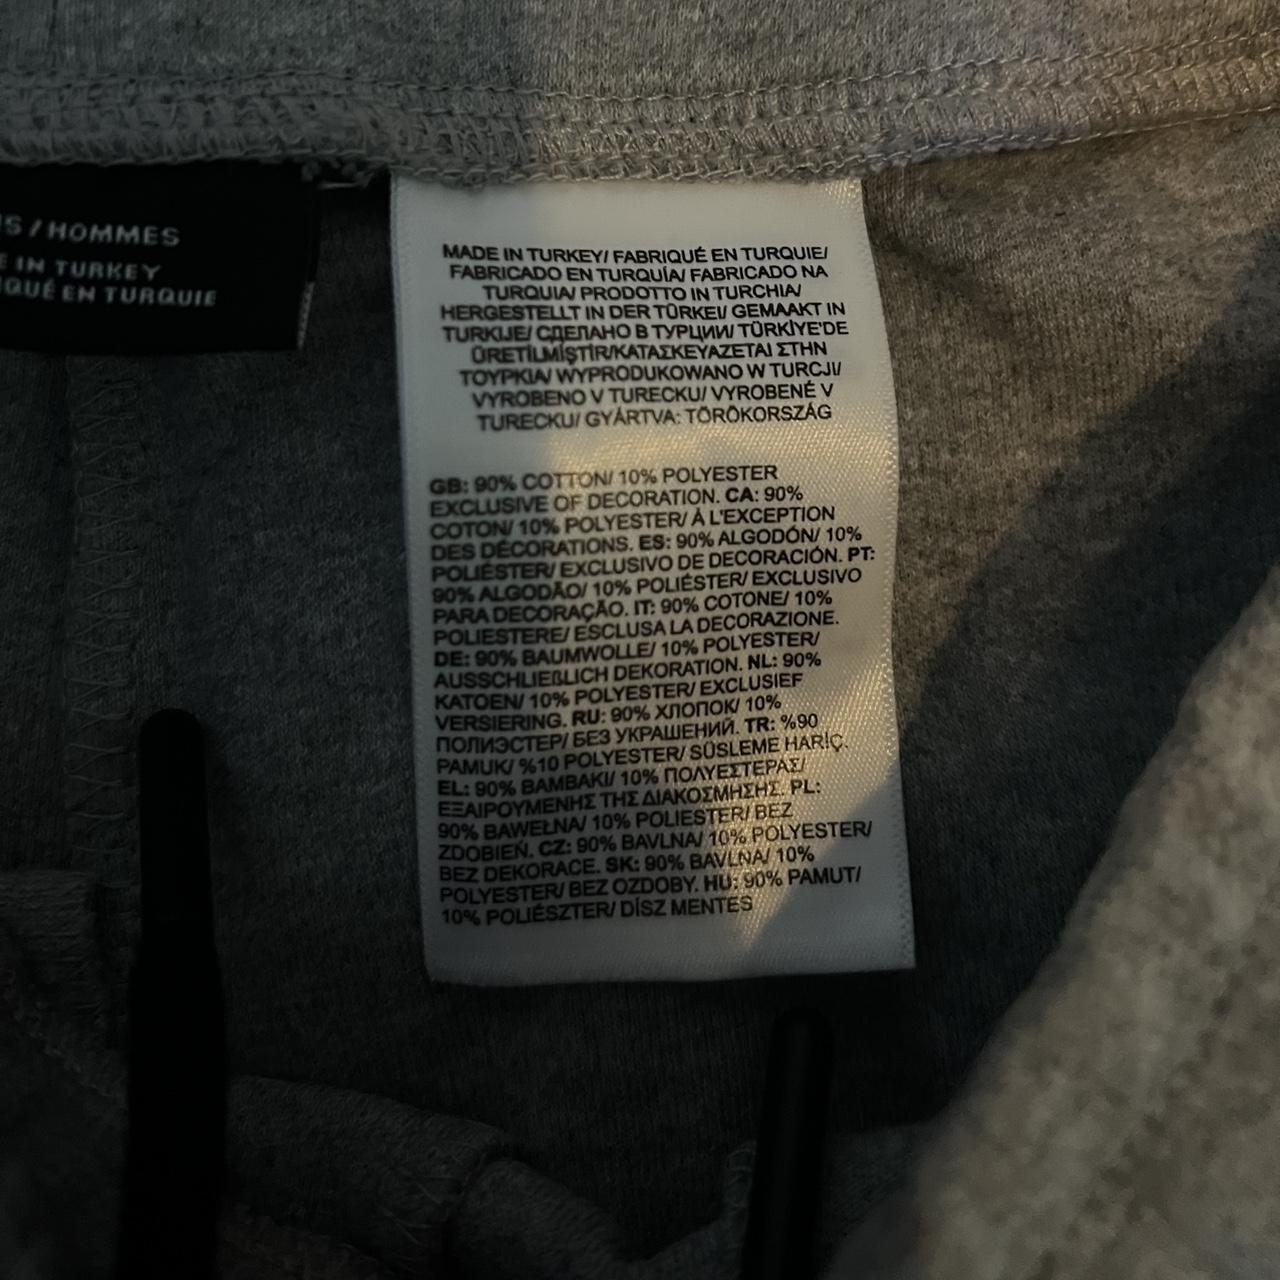 / HOMMES
IN TURKEY
EN TURQUIE
MADE IN TURKEY/ FABRIQUÉ EN TURQUIE/
FABRICADO EN TURQUÍA/ FABRICADO NA
TURQUIA/ PRODOTTO IN TURCHIA/
HERGESTELLT IN DER TÜRKEI/ GEMAAKT IN
TURKIJE/ СДЕЛАНО В ТУРЦИИ/ TÜRKİYE'DE
ÜRETİLMİŞTİR/ΚΑΤΑΣΚΕΥΑΖΕΤΑΙ ΣΤΗΝ
ΤΟΥΡΚΙΑ/ WYPRODUKOWANO W TURCJI/
VYROBENO V TURECKU/ VYROBENÉ V
TURECKU/ GYÁRTVA: TÖRÖKORSZÁG
GB: 90% COTTON/ 10% POLYESTER
EXCLUSIVE OF DECORATION. CA: 90%
COTON/ 10% POLYESTER/ À L'EXCEPTION
DES DÉCORATIONS. ES: 90% ALGODÓN/ 10%
POLIÉSTER/ EXCLUSIVO DE DECORACIÓN. PT:
90% ALGODÃO/ 10% POLIÉSTER/ EXCLUSIVO
PARA DECORAÇÃO. IT: 90% COTONE/ 10%
POLIESTERE/ ESCLUSA LA DECORAZIONE.
DE: 90% BAUMWOLLE/ 10% POLYESTER/
AUSSCHLIEßLICH DEKORATION. NL: 90%
KATOEN/ 10% POLYESTER/ EXCLUSIEF
VERSIERING. RU: 90% ХЛОПОК/ 10%
ПОЛИЭСТЕР/ БЕЗ УКРАШЕНИЙ. TR: %90
PAMUK/ %10 POLYESTER/ SÜSLEME HARİÇ.
EL: 90% ΒΑΜΒΑΚΙ/ 10% ΠΟΛΥΕΣΤΕΡΑΣ/
ΕΞΑΙΡΟΥΜΕΝΗΣ ΤΗΣ ΔΙΑΚΟΣΜΗΣΗΣ. PL:
90% BAWEŁNA/ 10% POLIESTER/ BEZ
ZDOBIEŃ. CZ: 90% BAVLNA/ 10% POLYESTER/
BEZ DEKORACE. SK: 90% BAVLNA/ 10%
POLYESTER/ BEZ OZDOBY. HU: 90% PAMUT/
10% POLIÉSZTER/ DÍSZ MENTES